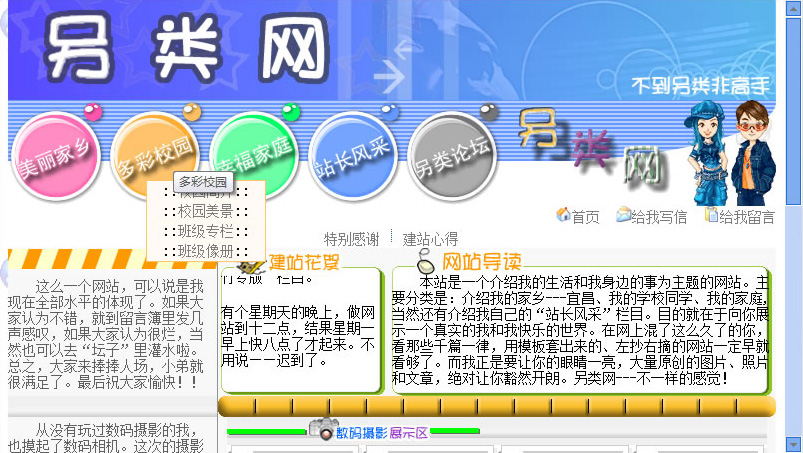 另类网
不到另类非高手
美丽家乡
多彩校园
幸福家庭
站长风采
另类论坛
另类网
多彩校园
::校园简介::
::校园美景::
::班级专栏::
::班级像册::
首页 给我写信 给我留言
特别感谢 建站心得
建站花絮
网站导读
这么一个网站，可以说是我
现在全部水平的体现了。如果大
家认为不错，就到留言簿里发几
声感叹，如果大家认为很烂，当
然也可以去“坛子”里灌水啦。
总之，大家来捧捧人场，小弟就
很满足了。最后祝大家愉快！！
行专版”栏目。
有个星期天的晚上，做网
站到十二点，结果星期一
早上快八点了才起来。不
用说－－迟到了。
本站是一个介绍我的生活和我身边的事为主题的网站。主
要分类是：介绍我的家乡---宜昌、我的学校同学、我的家庭,
当然还有介绍我自己的“站长风采”栏目。目的就在于向你展
示一个真实的我和我快乐的世界。在网上混了这么久了的你，
看那些千篇一律，用模板套出来的、左抄右摘的网站一定早就
看够了。而我正是要让你的眼睛一亮，大量原创的图片、照片
和文章，绝对让你豁然开朗。另类网---不一样的感觉！
数码摄影展示区
从没有玩过数码摄影的我，
也摸起了数码相机。这次的摄影